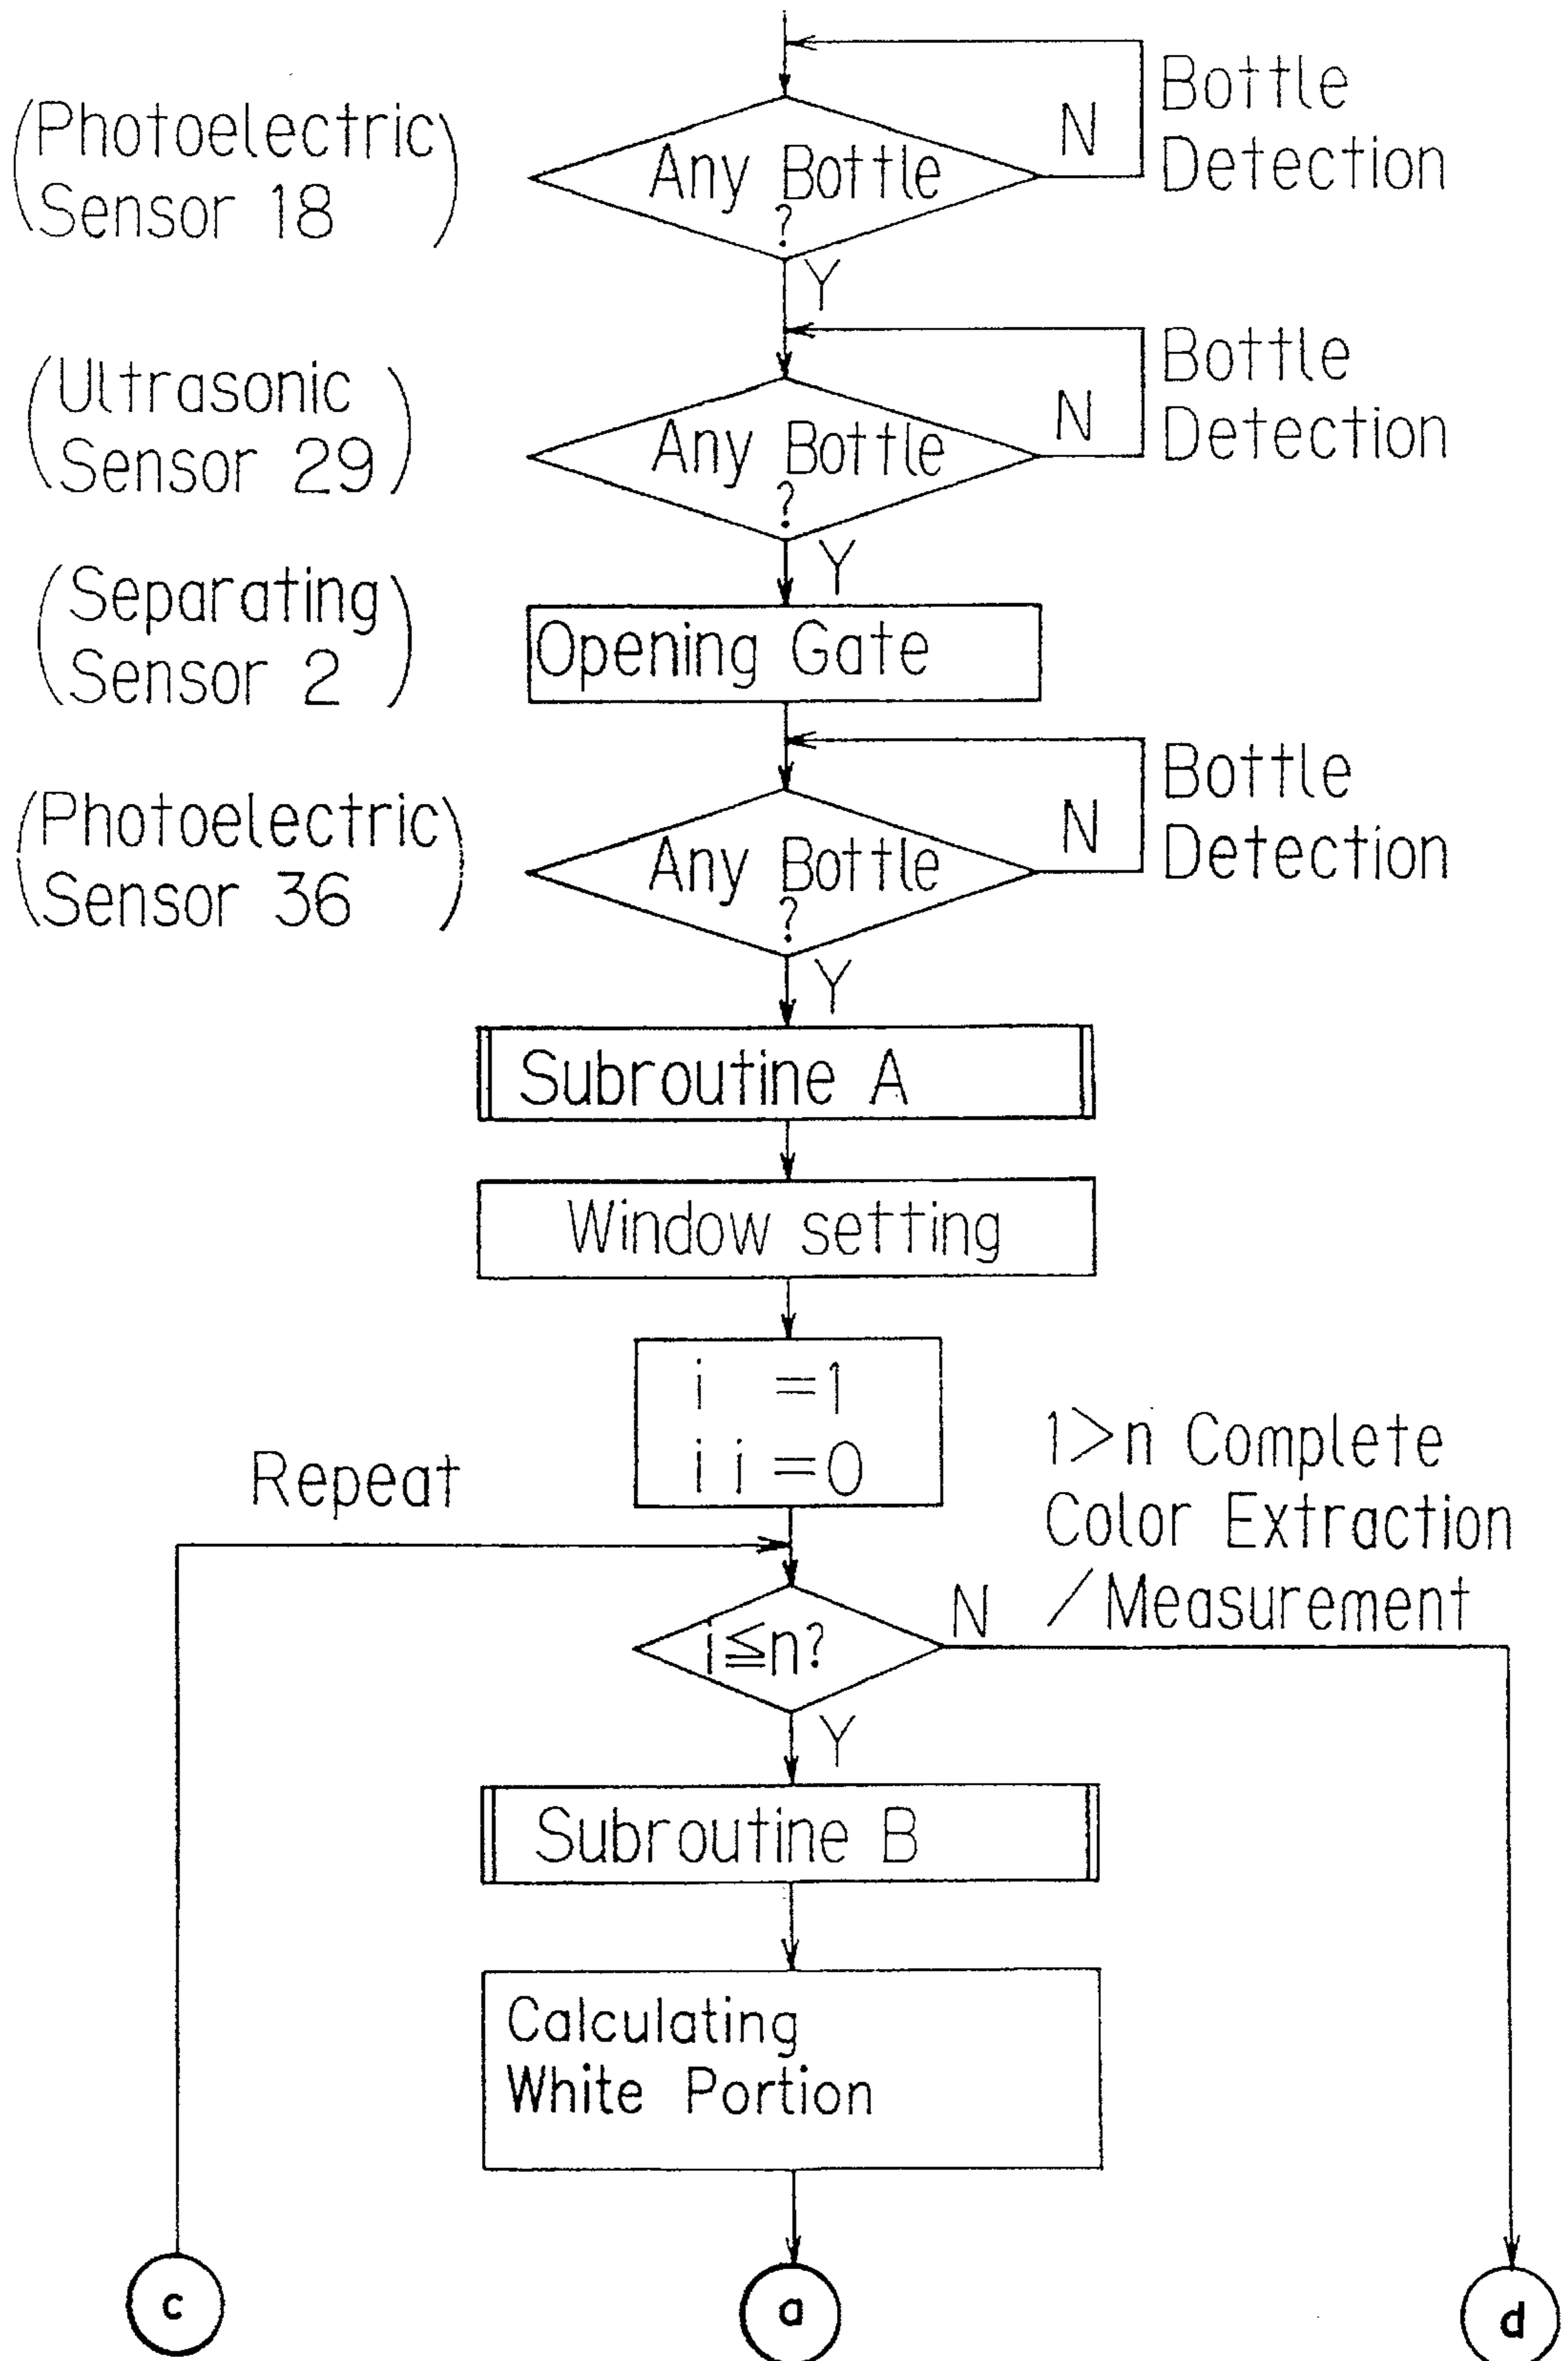 Bottle
Detection
(Photoelectric
Sensor 18)
Any Bottle
?
N
Y
Bottle
Detection
(Ultrasonic
Sensor 29)
Any Bottle
?
N
Y
(Separating
Sensor 2)
Opening Gate
Bottle
Detection
(Photoelectric
Sensor 36)
Any Bottle
?
N
Y
Subroutine A
Window setting
i =1
i i =0
Repeat
1>n Complete
Color Extraction
/Measurement
i≦n?
N
Y
Subroutine B
Calculating
White Portion
c
a
d